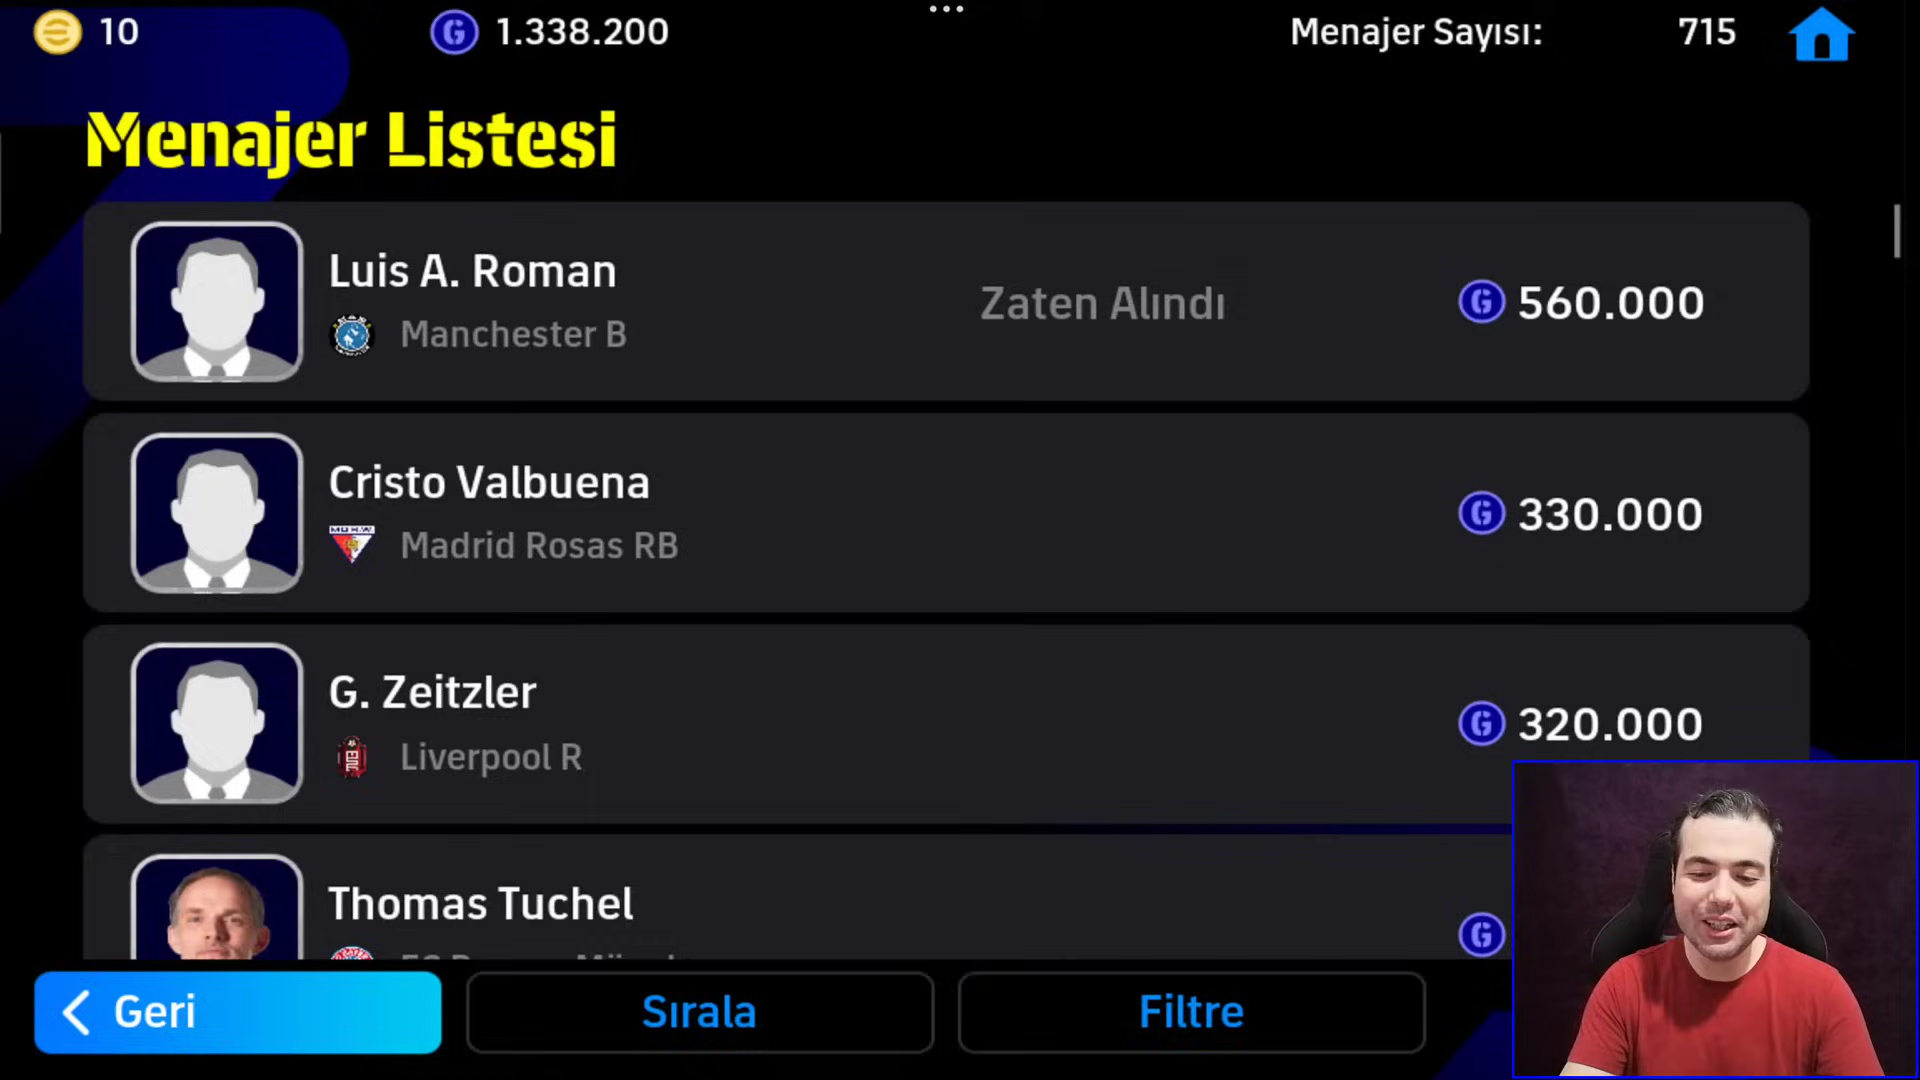 10
1.338.200
Menajer Sayısı: 715
Menajer Listesi
Luis A. Roman
Manchester B
Zaten Alındı
560.000
Cristo Valbuena
Madrid Rosas RB
330.000
G. Zeitzler
Liverpool R
320.000
Thomas Tuchel
Geri
Sırala
Filtre